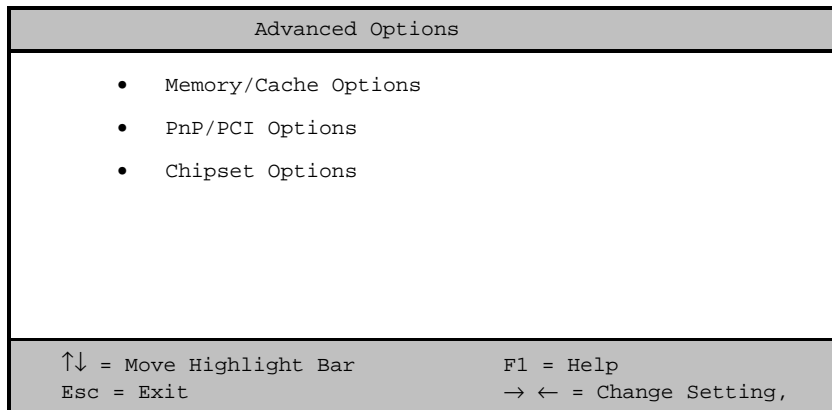 Advanced Options
• Memory/Cache Options
• PnP/PCI Options
• Chipset Options
↑↓ = Move Highlight Bar F1 = Help
Esc = Exit → ← = Change Setting,